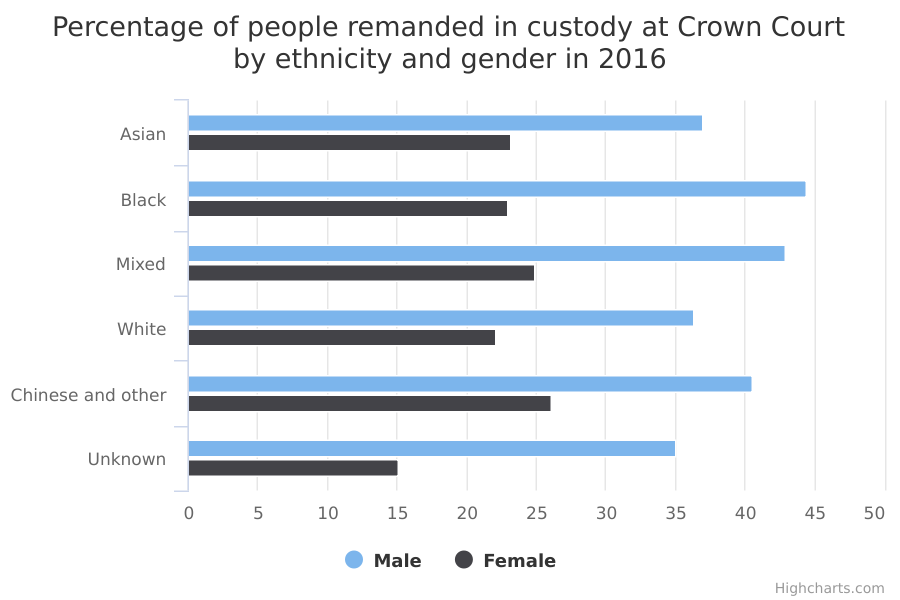 Percentage of people remanded in custody at Crown Court
by ethnicity and gender in 2016
Asian
Black
Mixed
White
Chinese and other
Unknown
0 5 10 15 20 25 30 35 40 45 50
Male Female
Highcharts.com